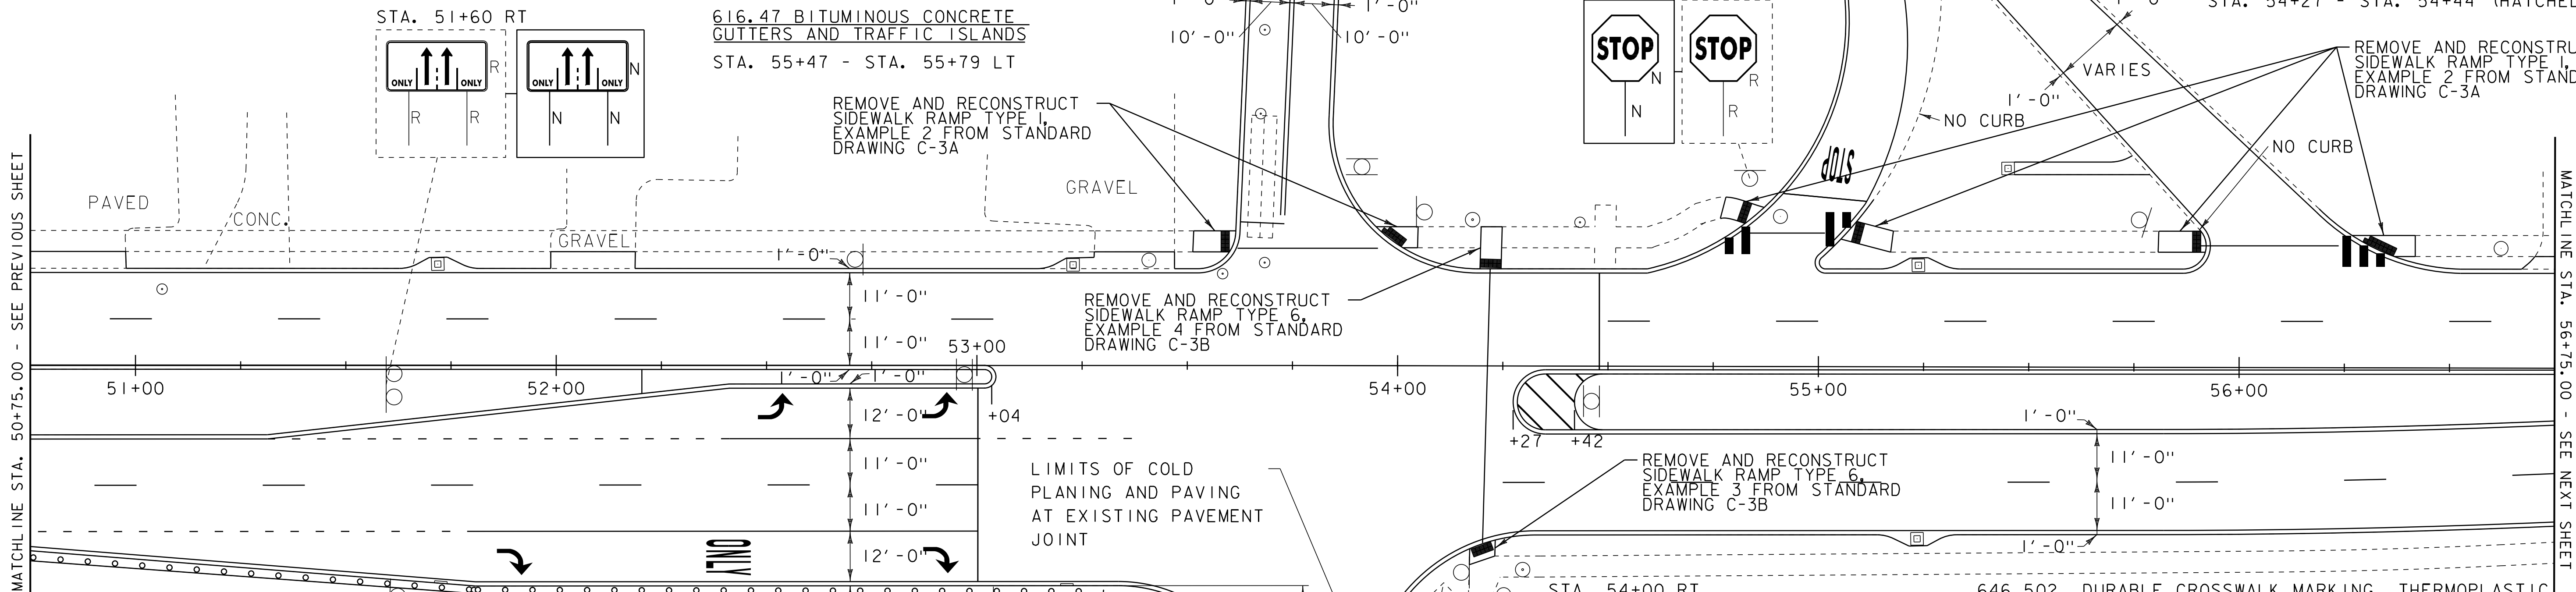 STA. 51+60 RT
ONLY ONLY
R
R R
ONLY ONLY
N
N N
616.47 BITUMINOUS CONCRETE
GUTTERS AND TRAFFIC ISLANDS
STA. 55+47 - STA. 55+79 LT
REMOVE AND RECONSTRUCT
SIDEWALK RAMP TYPE 1,
EXAMPLE 2 FROM STANDARD
DRAWING C-3A
1'-0"
10'-0"
10'-0"
STOP
N
N
STOP
R
R
STA. 54+27 - STA. 54+44
VARIES
1'-0"
NO CURB
NO CURB
SIDEWALK RAMP TYPE 1,
EXAMPLE 2 FROM
DRAWING C-3A
STOP
PAVED
CONC.
GRAVEL
GRAVEL
1'-0"
11'-0"
11'-0"
REMOVE AND RECONSTRUCT
SIDEWALK RAMP TYPE 6,
EXAMPLE 4 FROM STANDARD
DRAWING C-3B
MATCHLINE STA. 50+75.00 - SEE PREVIOUS SHEET
51+00
52+00
53+00
54+00
55+00
56+00
MATCHLINE STA. 56+75.00 - SEE NEXT SHEET
1'-0"
1'-0"
12'-0"
+04
+27
+42
11'-0"
11'-0"
12'-0"
ONLY
LIMITS OF COLD
PLANING AND PAVING
AT EXISTING PAVEMENT
JOINT
REMOVE AND RECONSTRUCT
SIDEWALK RAMP TYPE 6,
EXAMPLE 3 FROM STANDARD
DRAWING C-3B
1'-0"
11'-0"
11'-0"
1'-0"
STA. 54+00 RT
646.502 DURABLE CROSSWALK MARKING, THERMOPLASTIC